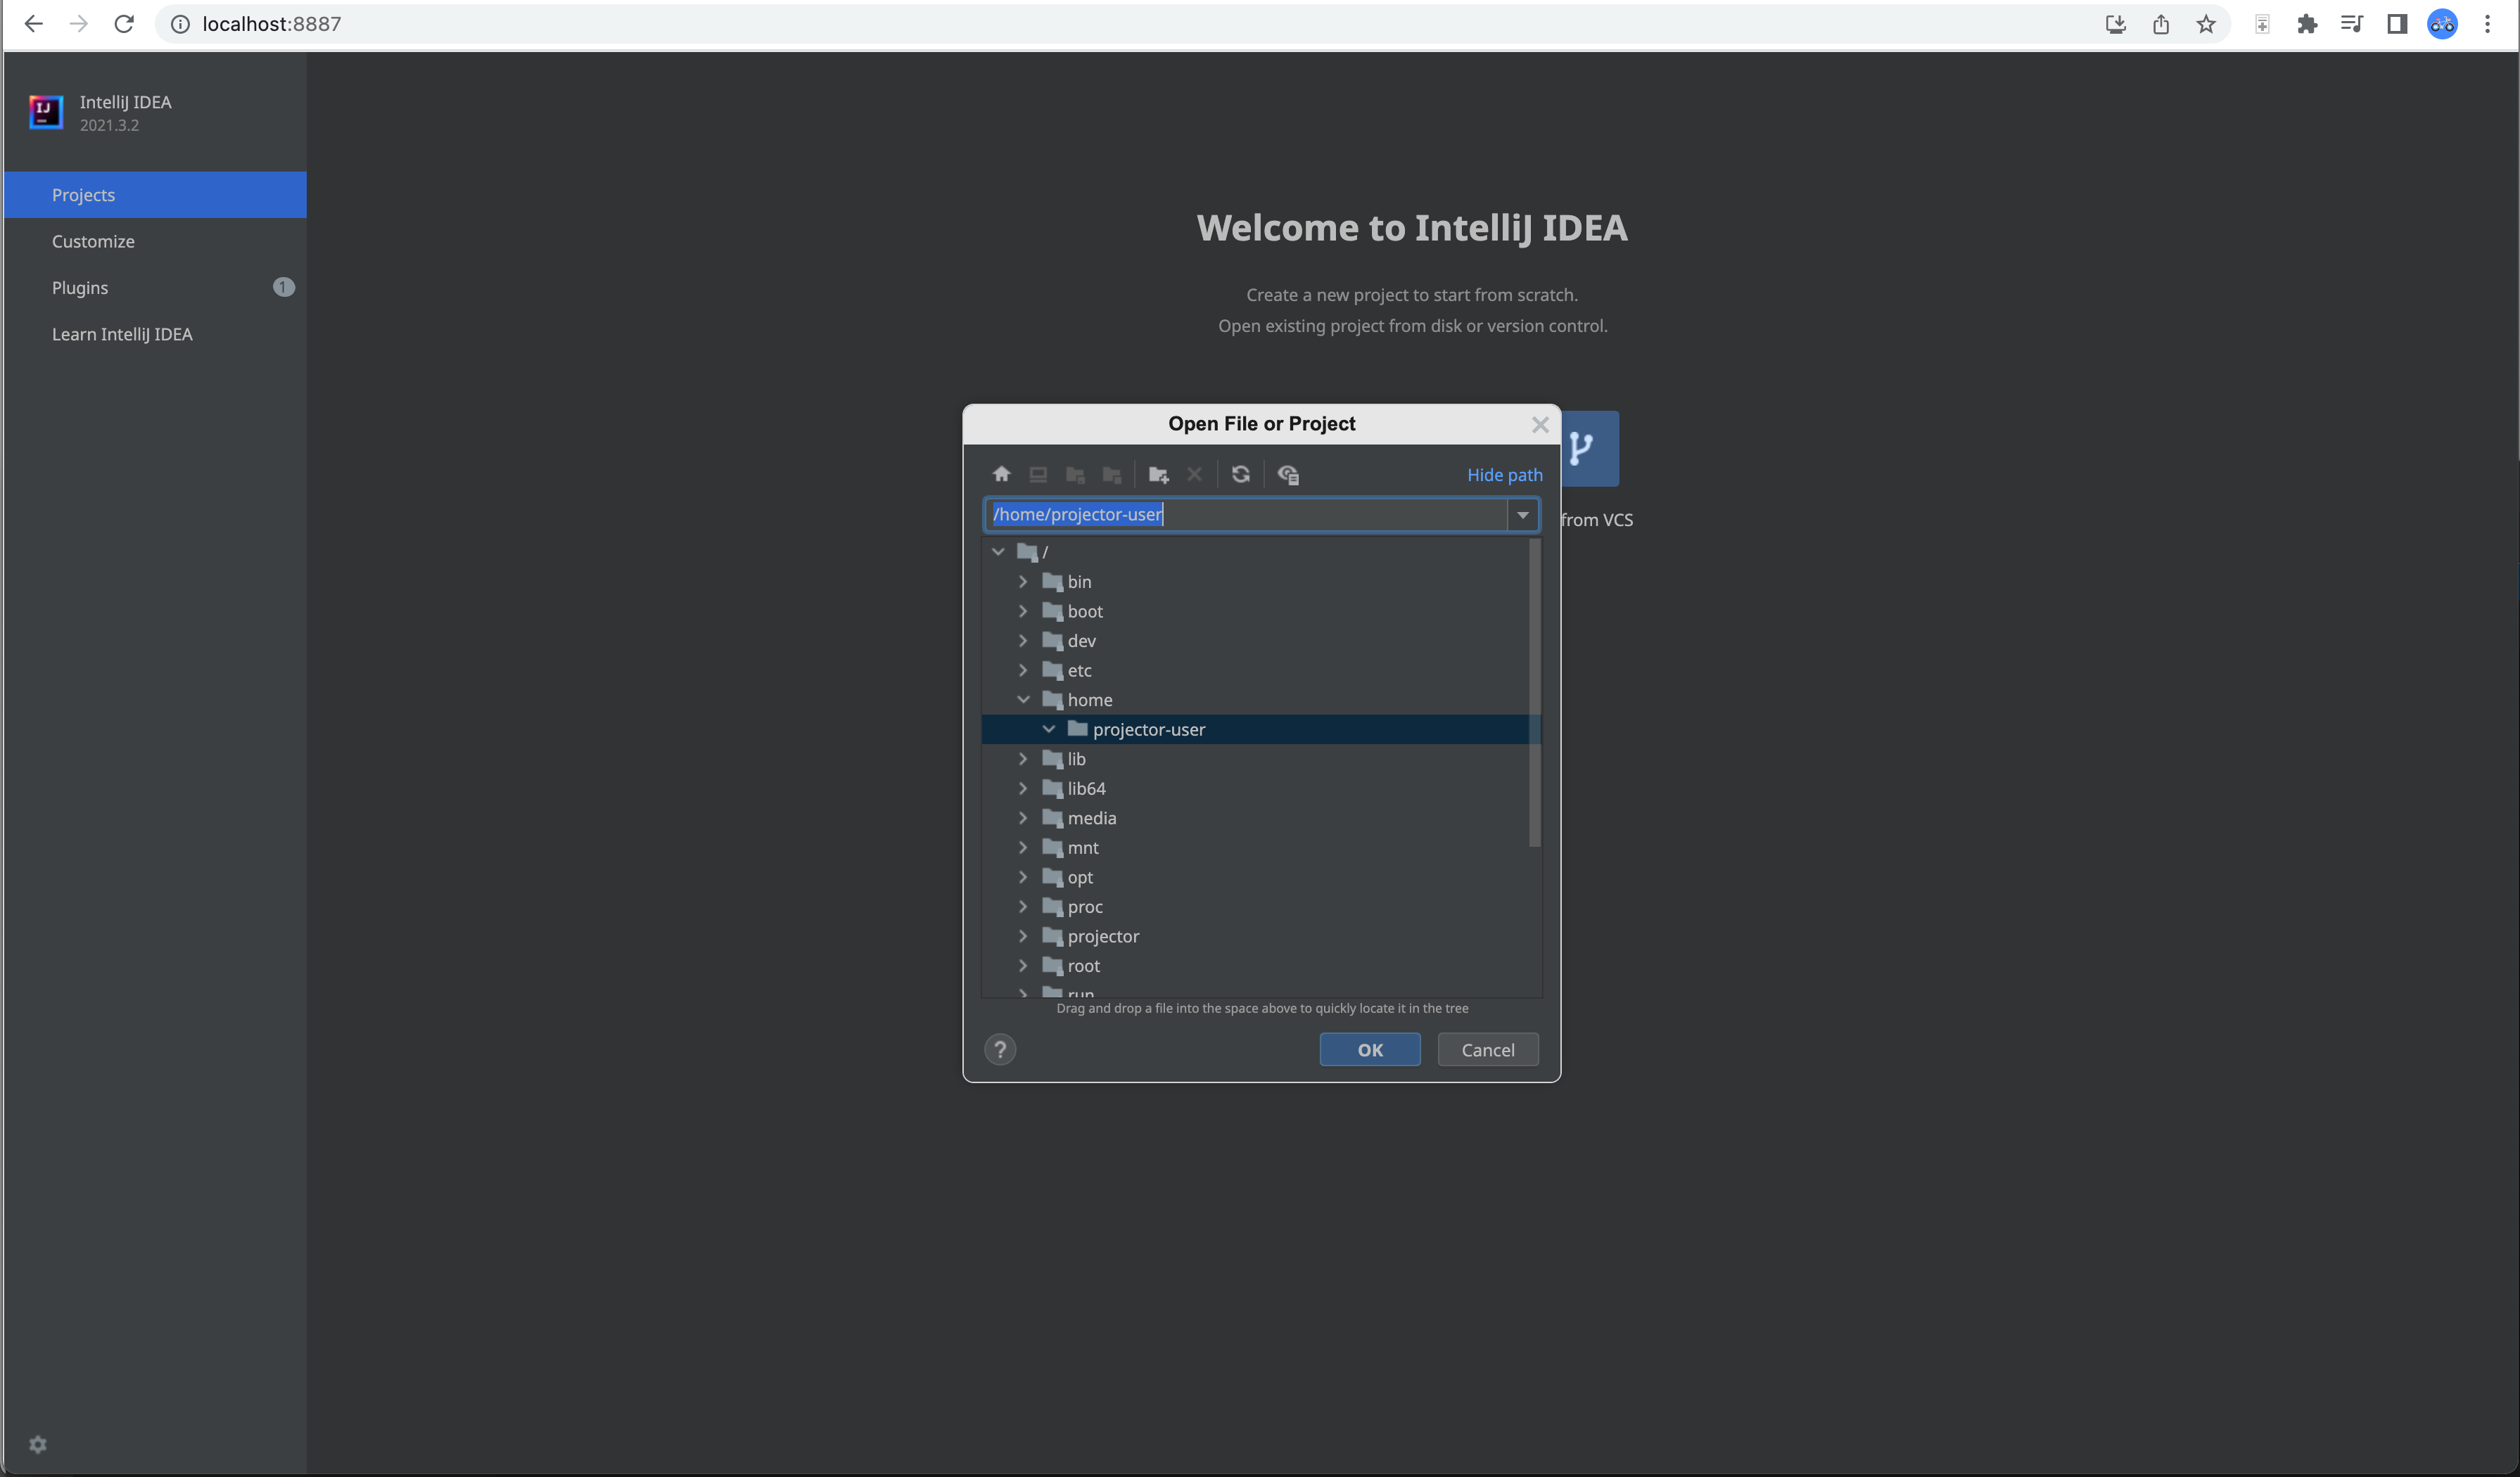 localhost:8887
IntelliJ IDEA
2021.3.2
Projects
Customize
Plugins 1
Learn IntelliJ IDEA
Welcome to IntelliJ IDEA
Create a new project to start from scratch.
Open existing project from disk or version control.
Open File or Project
Hide path
/home/projector-user
from VCS
/
bin
boot
dev
etc
home
projector-user
lib
lib64
media
mnt
opt
proc
projector
root
run
Drag and drop a file into the space above to quickly locate it in the tree
?
OK
Cancel